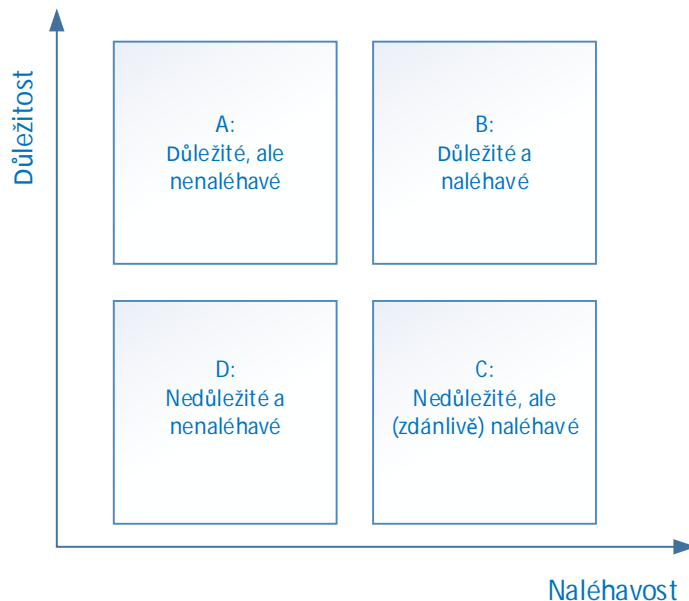 Důležitost
A:
Důležité, ale
nenaléhavé
B:
Důležité a
naléhavé
D:
Nedůležité a
nenaléhavé
C:
Nedůležité, ale
(zdánlivě) naléhavé
Naléhavost